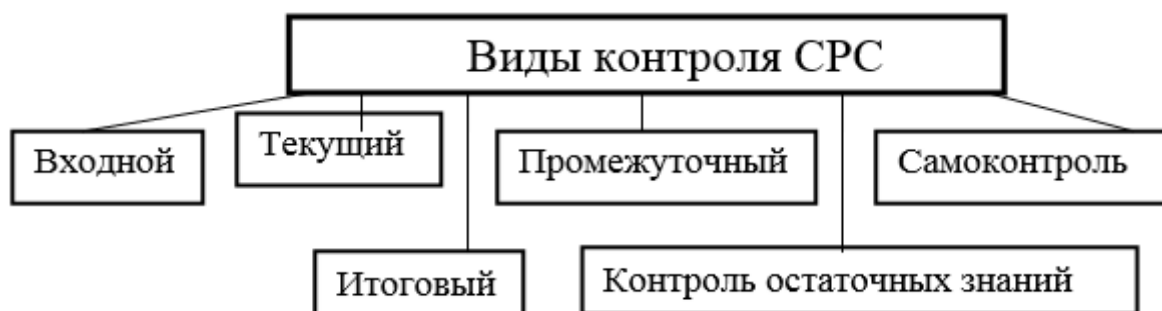 Виды контроля СРС
Входной
Текущий
Промежуточный
Самоконтроль
Итоговый
Контроль остаточных знаний